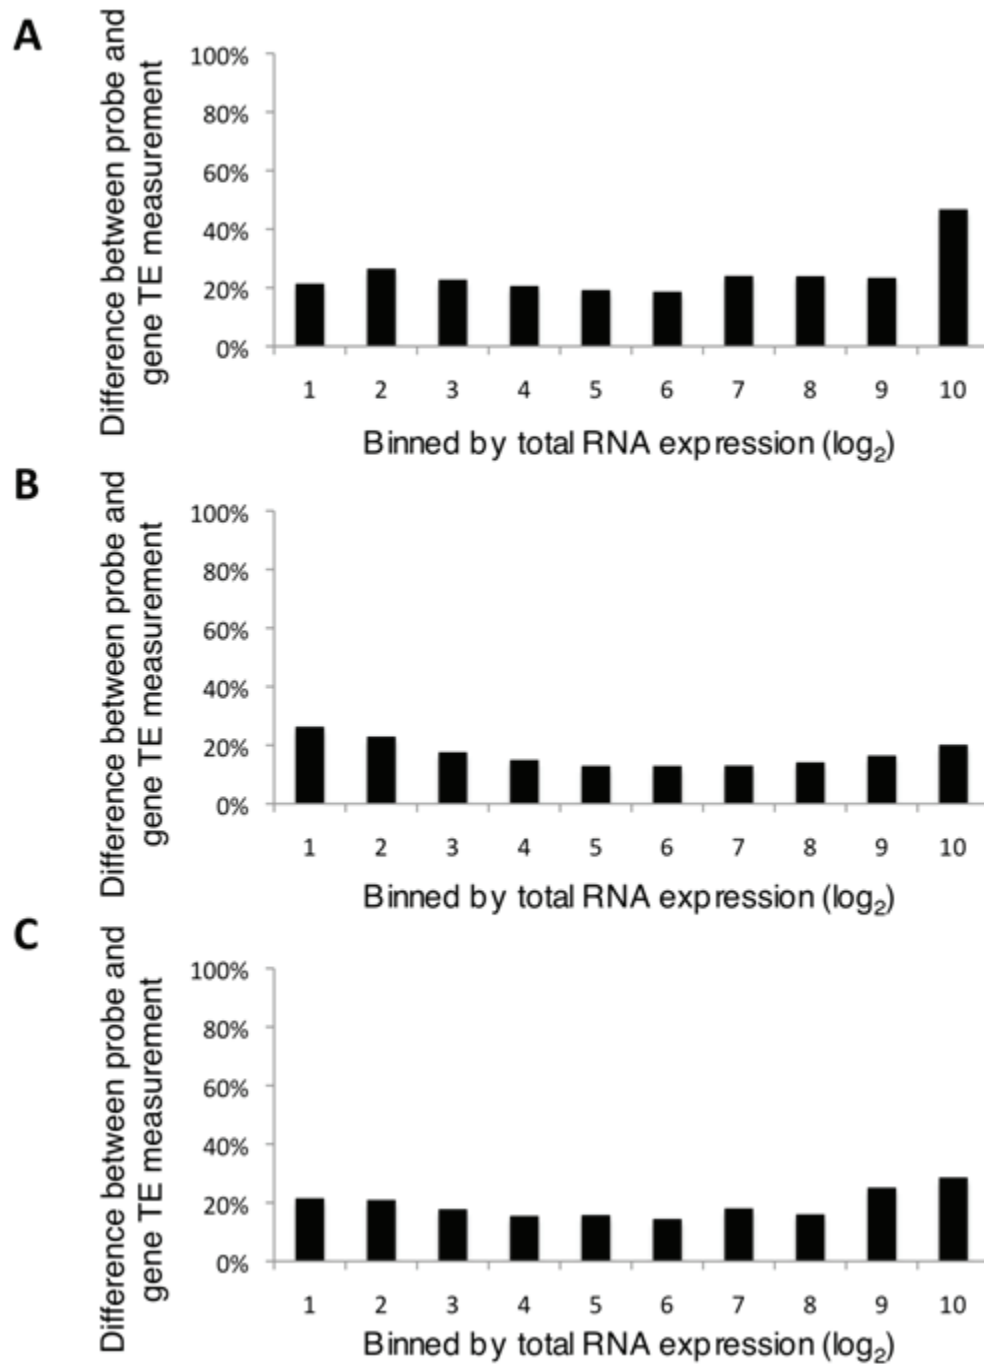 A
Difference between probe and
gene TE measurement
100%
80%
60%
40%
20%
0%
1 2 3 4 5 6 7 8 9 10
Binned by total RNA expression (log2)
B
Difference between probe and
gene TE measurement
100%
80%
60%
40%
20%
0%
1 2 3 4 5 6 7 8 9 10
Binned by total RNA expression (log2)
C
Difference between probe and
gene TE measurement
100%
80%
60%
40%
20%
0%
1 2 3 4 5 6 7 8 9 10
Binned by total RNA expression (log2)